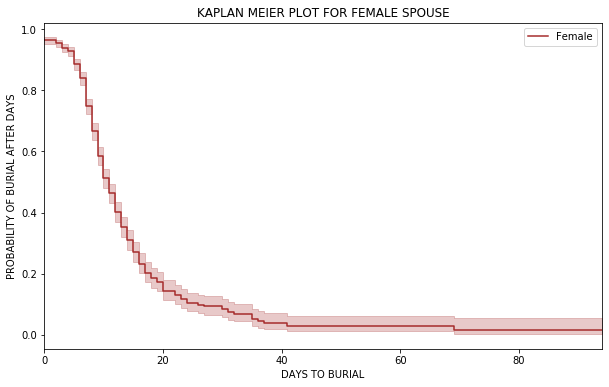 KAPLAN MEIER PLOT FOR FEMALE SPOUSE
Female
PROBABILITY OF BURIAL AFTER DAYS
1.0
0.8
0.6
0.4
0.2
0.0
0 20 40 60 80
DAYS TO BURIAL